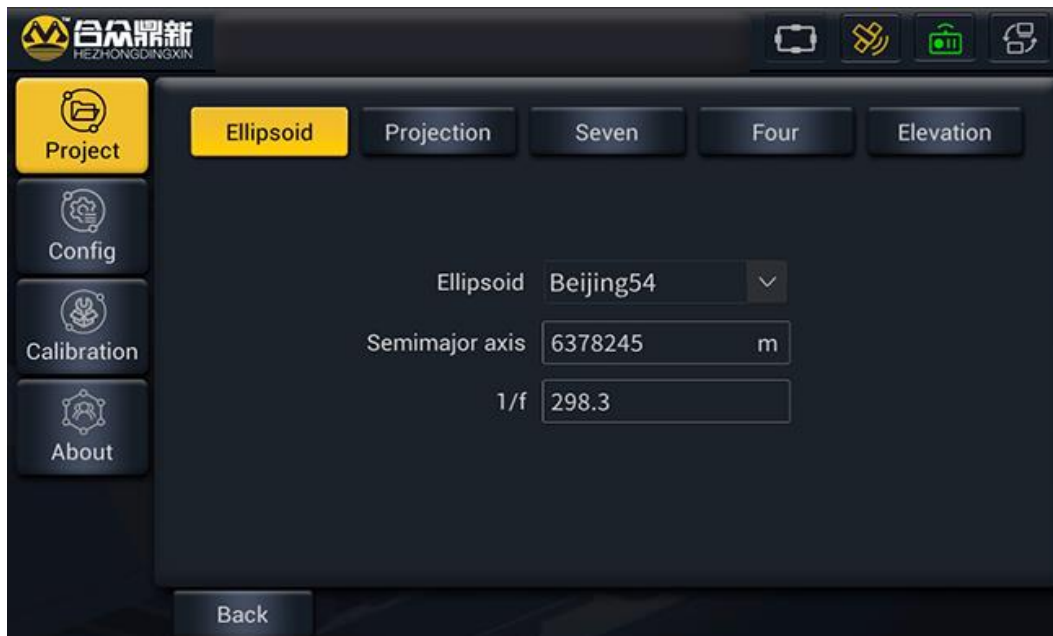 合众鼎新
HEZHONGDINGXIN
Project
Config
Calibration
About
Ellipsoid
Projection
Seven
Four
Elevation
Ellipsoid Beijing54
Semimajor axis 6378245 m
1/f 298.3
Back